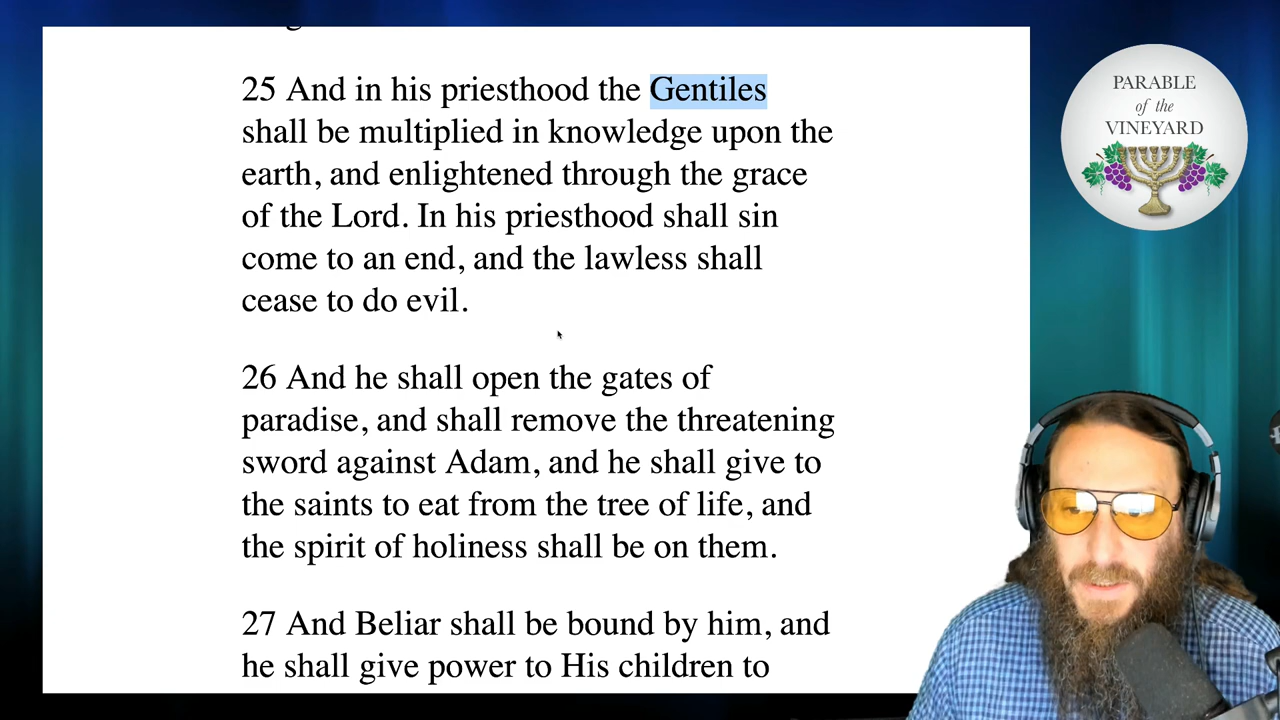 25 And in his priesthood the Gentiles
shall be multiplied in knowledge upon the
earth, and enlightened through the grace
of the Lord. In his priesthood shall sin
come to an end, and the lawless shall
cease to do evil.
26 And he shall open the gates of
paradise, and shall remove the threatening
sword against Adam, and he shall give to
the saints to eat from the tree of life, and
the spirit of holiness shall be on them.
27 And Beliar shall be bound by him, and
he shall give power to His children to
PARABLE
of the
VINEYARD